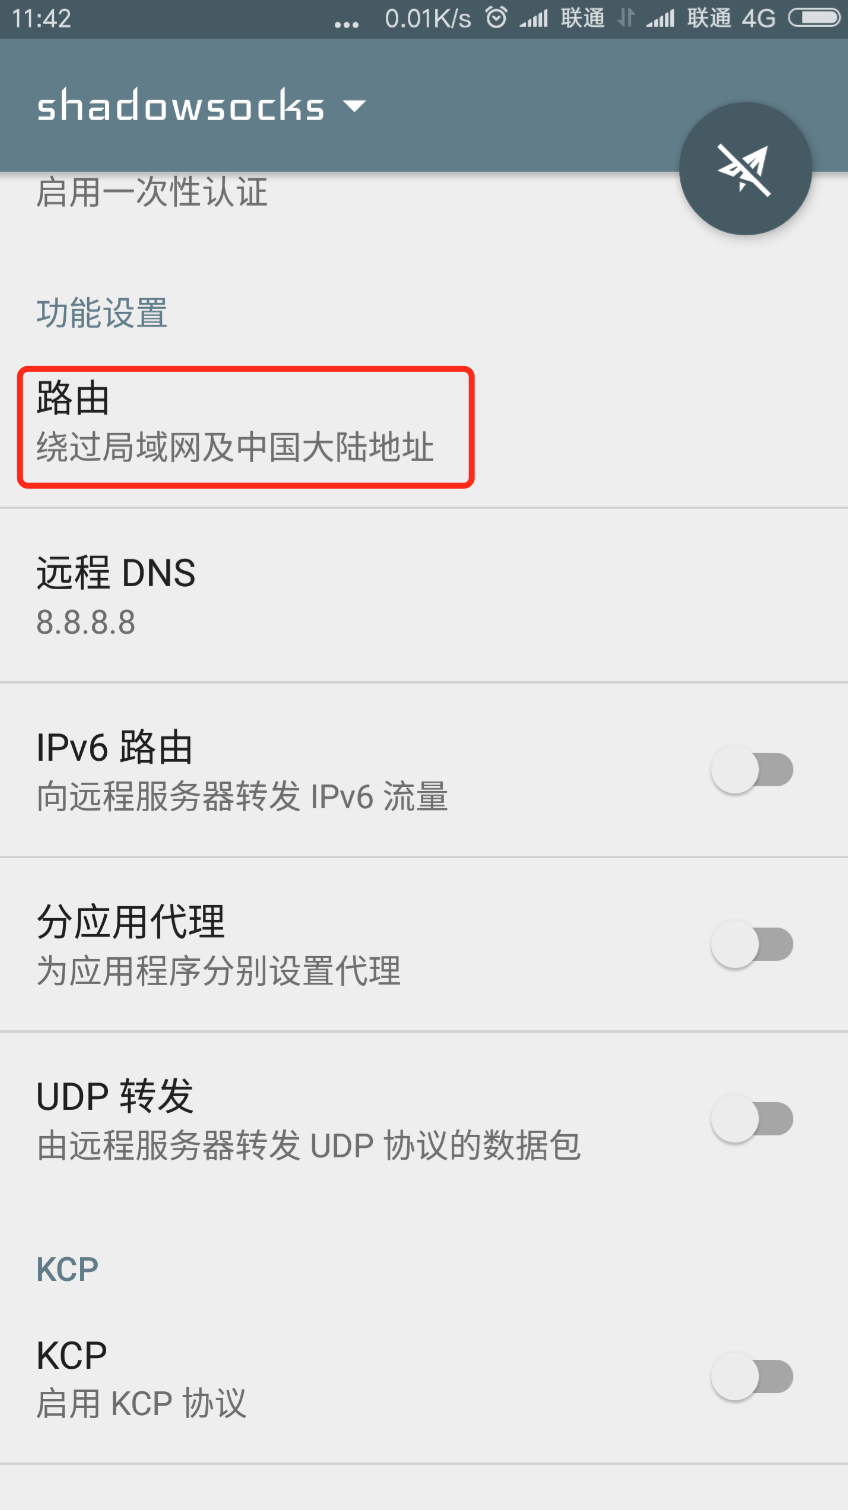 11:42 ... 0.01K/s 联通 联通 4G
shadowsocks
启用一次性认证
功能设置
路由
绕过局域网及中国大陆地址
远程 DNS
8.8.8.8
IPv6 路由
向远程服务器转发 IPv6 流量
分应用代理
为应用程序分别设置代理
UDP 转发
由远程服务器转发 UDP 协议的数据包
KCP
KCP
启用 KCP 协议